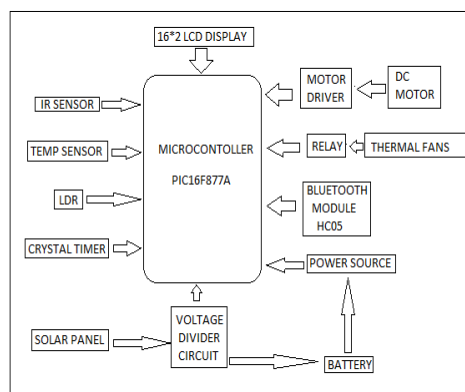 16*2 LCD DISPLAY
IR SENSOR
TEMP SENSOR
LDR
CRYSTAL TIMER
SOLAR PANEL
MICROCONTOLLER
PIC16F877A
VOLTAGE
DIVIDER
CIRCUIT
MOTOR
DRIVER
DC
MOTOR
RELAY
THERMAL FANS
BLUETOOTH
MODULE
HC05
POWER SOURCE
BATTERY